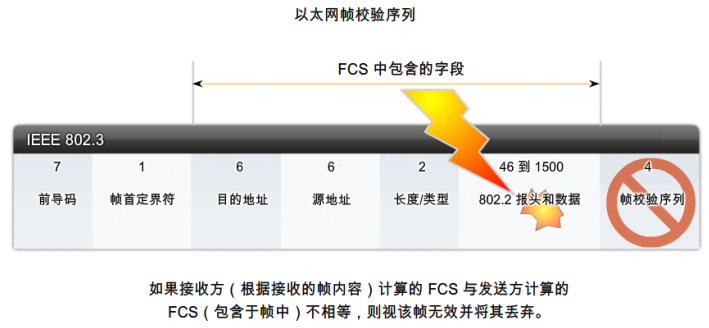 以太网帧校验序列
FCS 中包含的字段
IEEE 802.3
7 1 6 6 2 46 到 1500 4
前导码 帧首定界符 目的地址 源地址 长度/类型 802.2 报头和数据 帧校验序列
如果接收方（根据接收的帧内容）计算的 FCS 与发送方计算的
FCS（包含于帧中）不相等，则视该帧无效并将其丢弃。